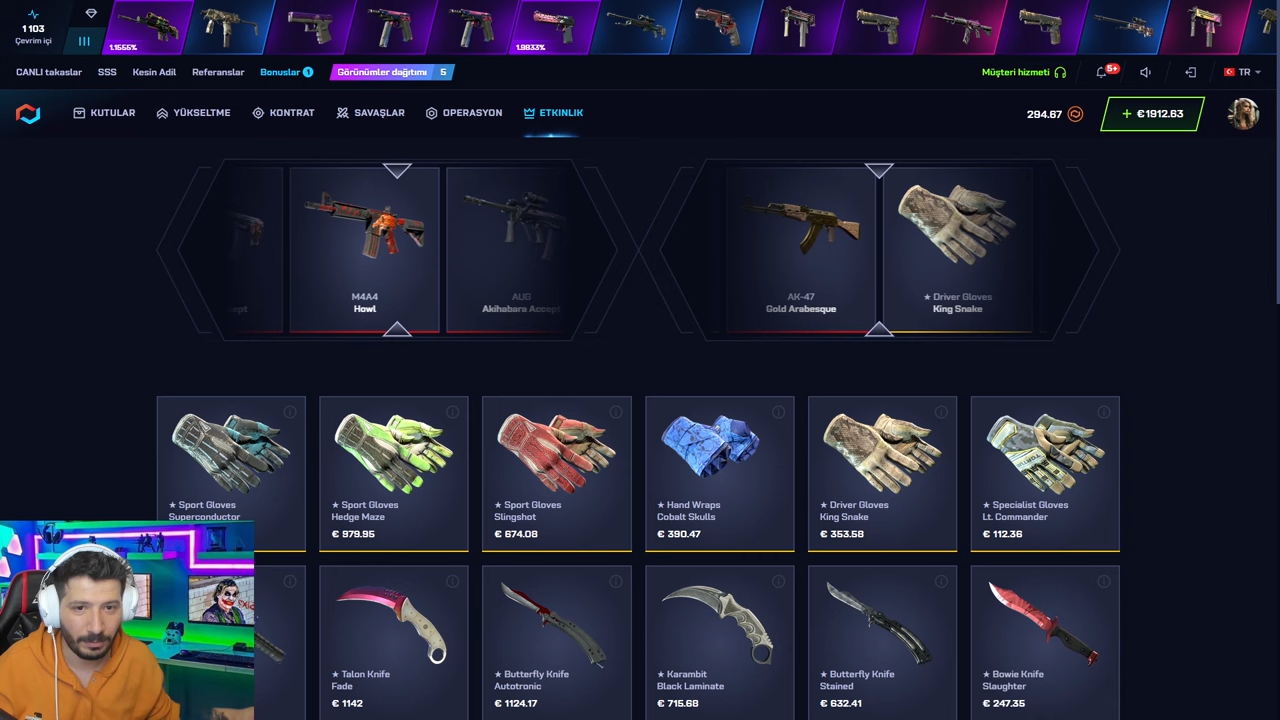 1 103
Çevrim içi
1.1555%
1.9833%
CANLI takaslar
SSS
Kesin Adil
Referanslar
Bonuslar 1
Görünümler dağıtımı 5
Müşteri hizmeti
5+
TR
KUTULAR
YÜKSELTME
KONTRAT
SAVAŞLAR
OPERASYON
ETKINLIK
294.67
+ €1912.63
M4A4
Howl
AUG
Akihabara Accept
AK-47
Gold Arabesque
★ Driver Gloves
King Snake
★ Sport Gloves
Superconductor
★ Sport Gloves
Hedge Maze
€ 979.95
★ Sport Gloves
Slingshot
€ 674.08
★ Hand Wraps
Cobalt Skulls
€ 390.47
★ Driver Gloves
King Snake
€ 353.58
★ Specialist Gloves
Lt. Commander
€ 112.36
★ Talon Knife
Fade
€ 1142
★ Butterfly Knife
Autotronic
€ 1124.17
★ Karambit
Black Laminate
€ 715.68
★ Butterfly Knife
Stained
€ 632.41
★ Bowie Knife
Slaughter
€ 247.35